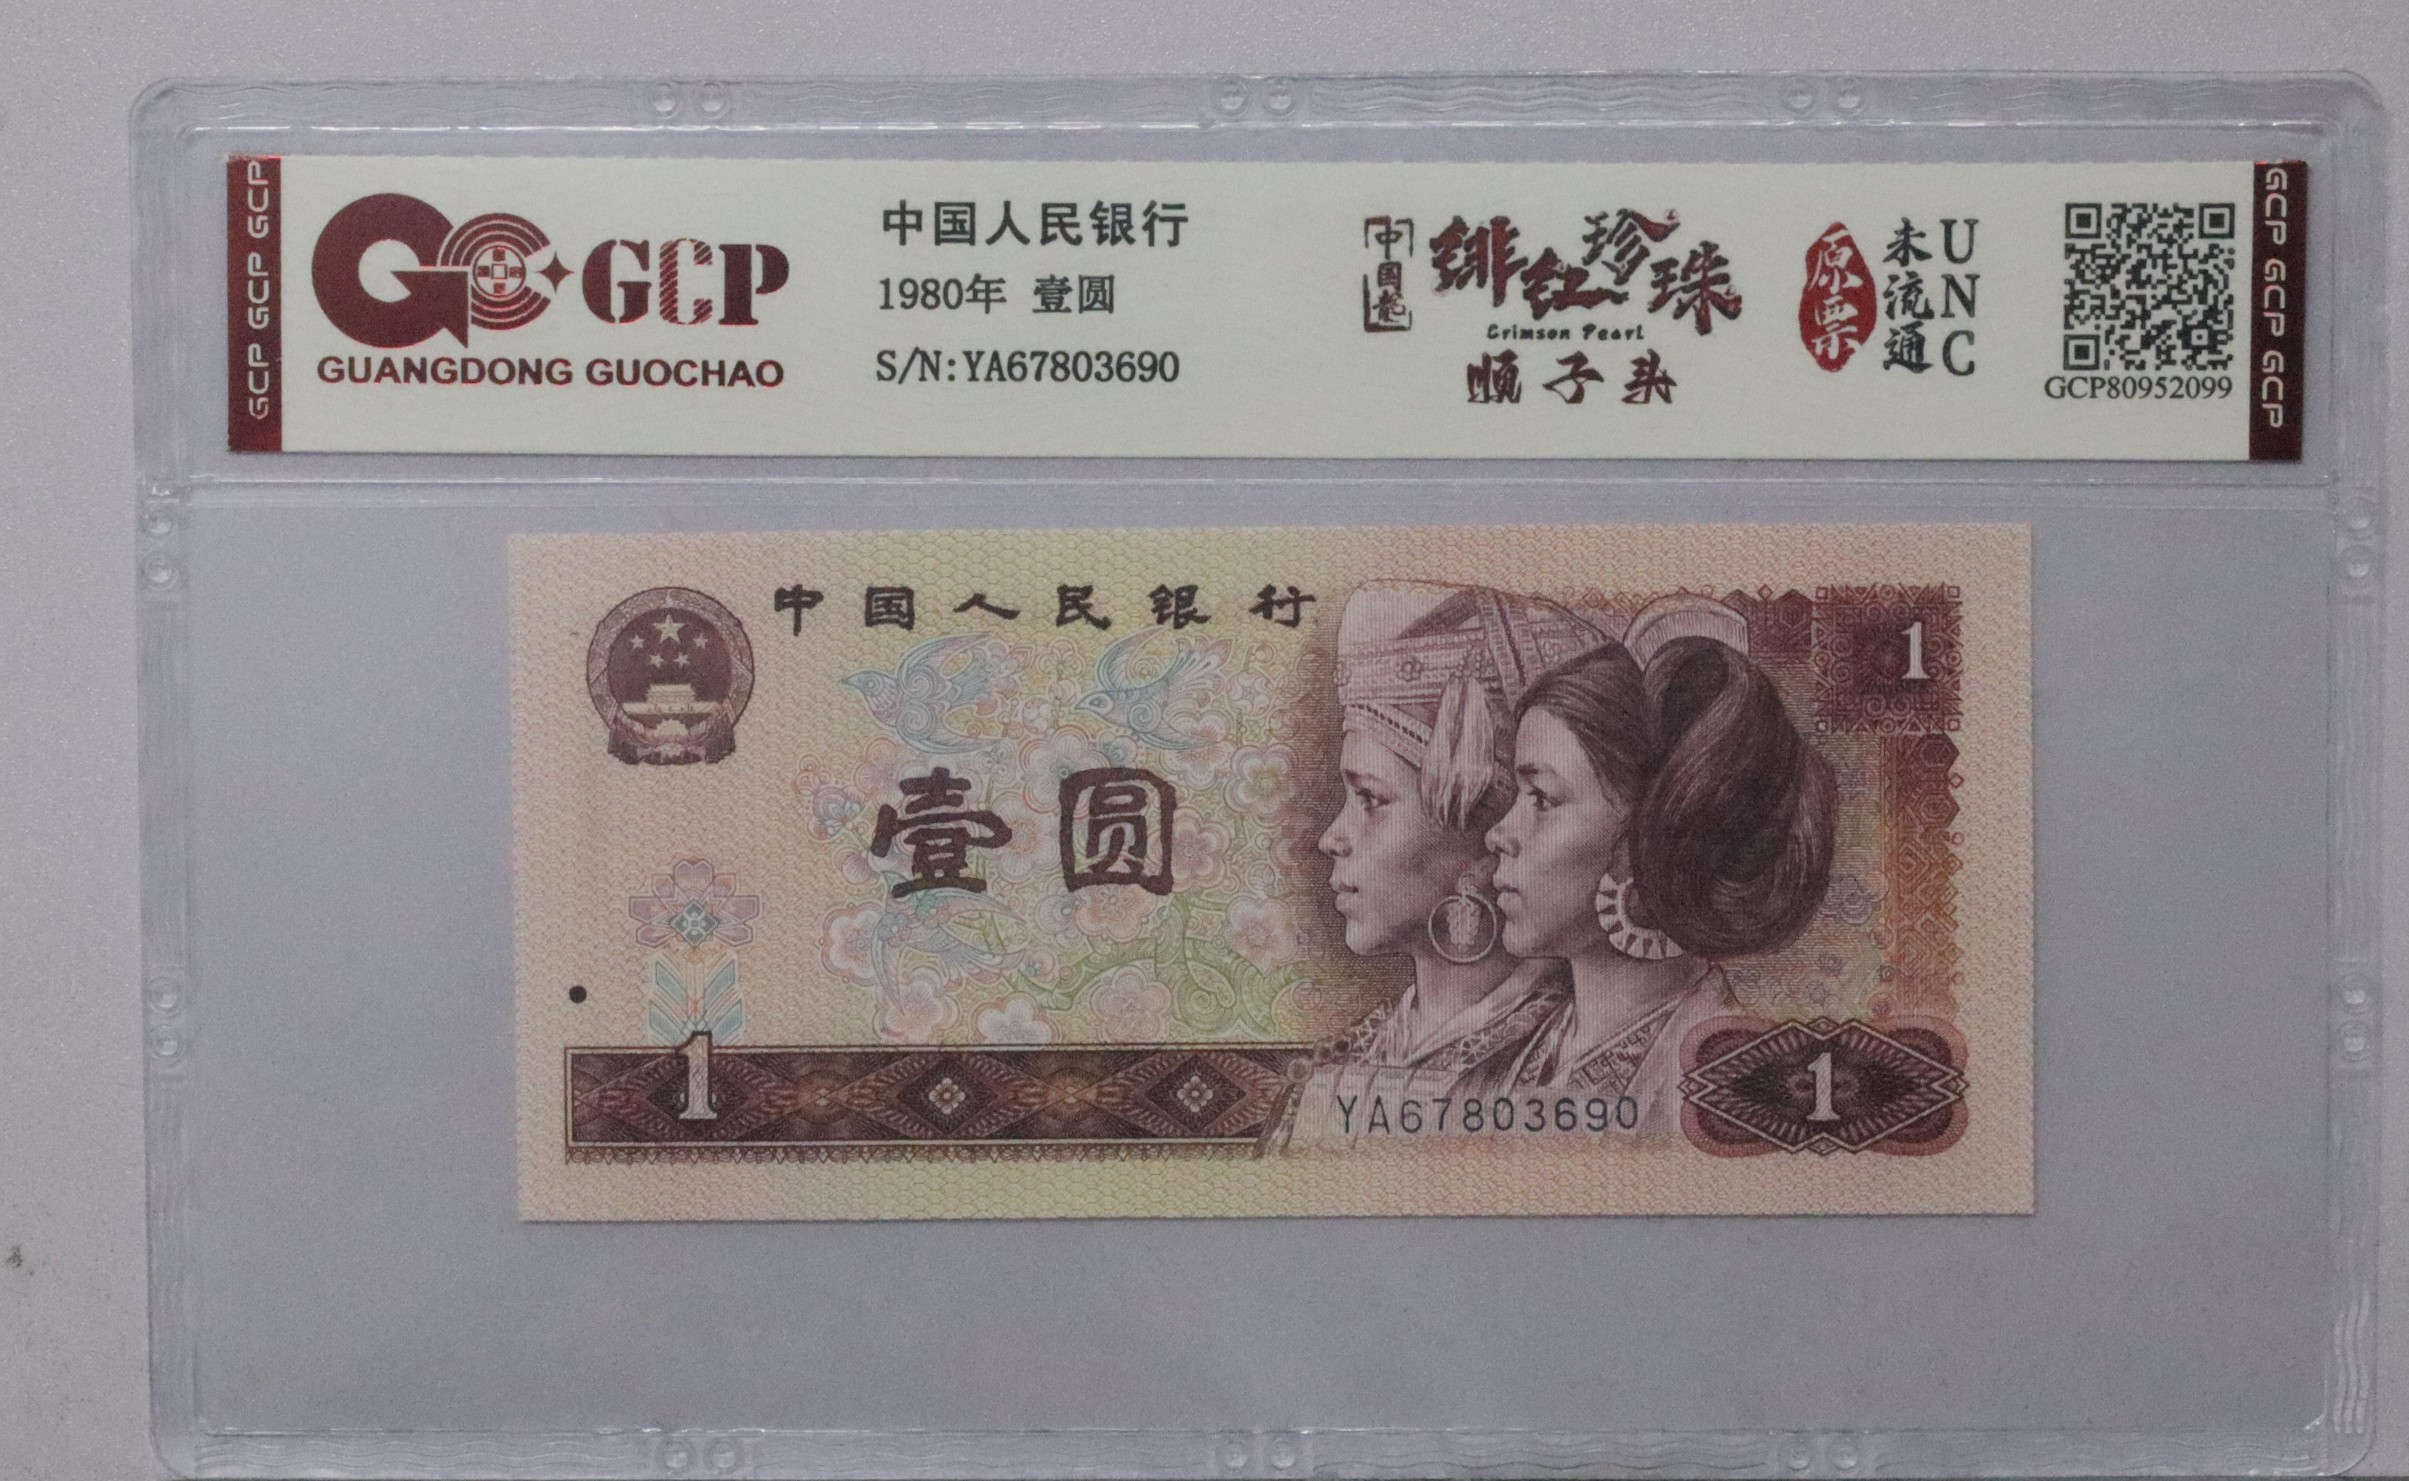 GCP GCP GCP
GCP
GUANGDONG GUOCHAO
中国人民银行
1980年 壹圆
S/N:YA67803690
中国龍
绯红珍珠
Crimson Pearl
顺子头
原票
未流通
UNC
GCP80952099
GCP GCP GCP
中国人民银行
1
壹圆
1
YA67803690
1